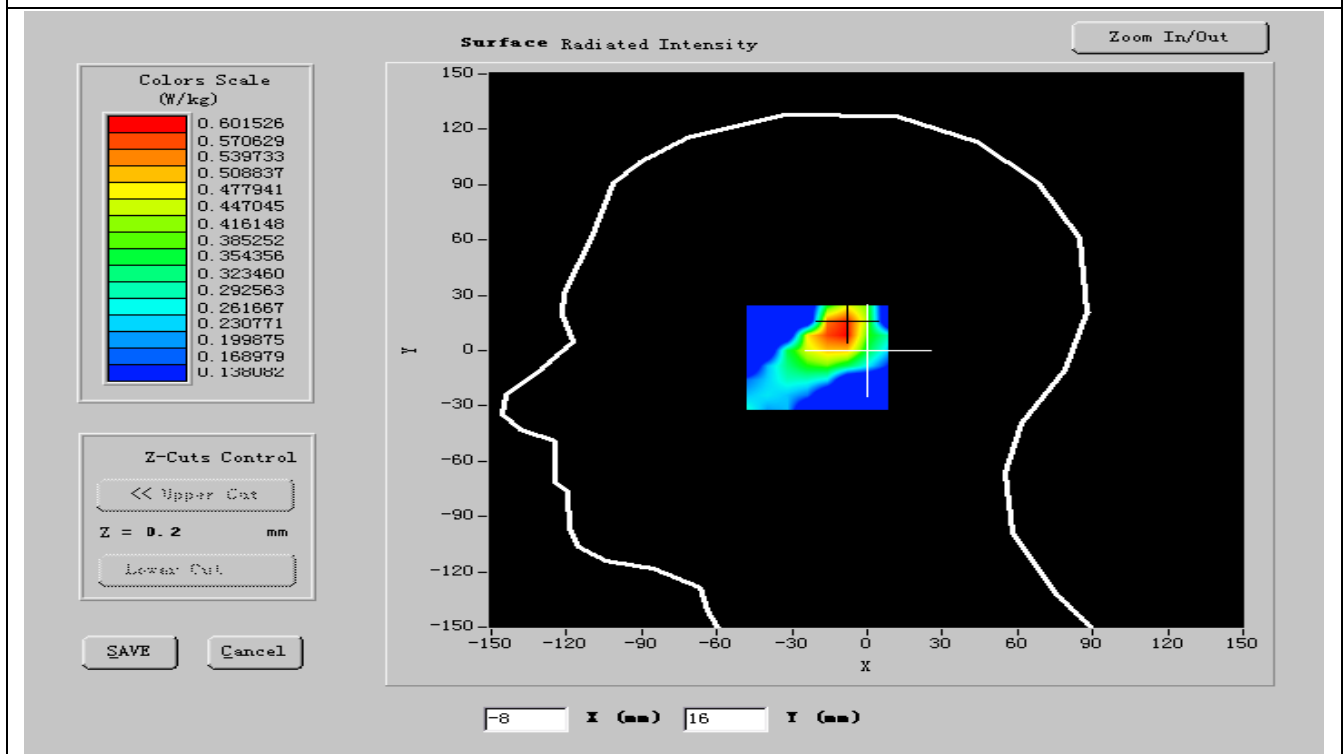 Surface Radiated Intensity
Zoom In/Out
Colors Scale
(W/kg)
0.601526
0.570629
0.539733
0.508837
0.477941
0.447045
0.416148
0.385252
0.354356
0.323460
0.292563
0.261667
0.230771
0.199875
0.168979
0.138082
Z-Cuts Control
<< Upper Cut
Z = 0.2 mm
Lower Cut
SAVE
Cancel
150
120
90
60
30
0
-30
-60
-90
-120
-150
Y
-150 -120 -90 -60 -30 0 30 60 90 120 150
X
-8 X (mm) 16 Y (mm)